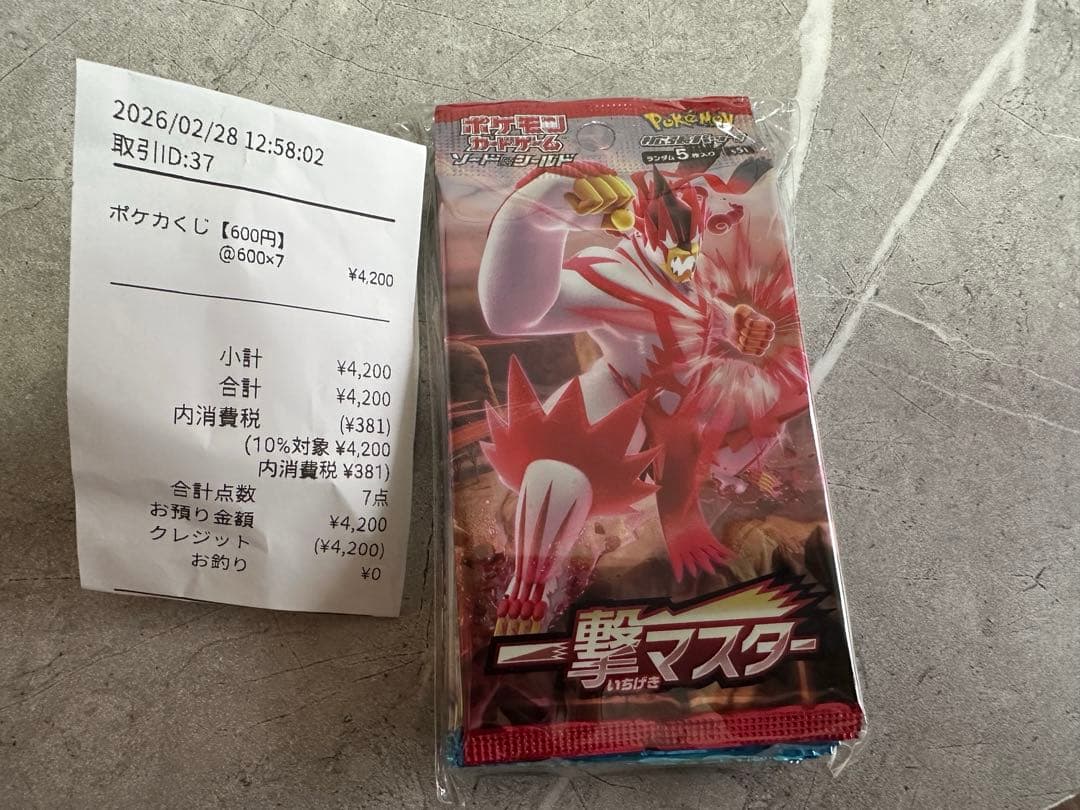 2026/02/28 12:58:02
取引ID:37
ポケカくじ【600円】
@600×7 ¥4,200
小計 ¥4,200
合計 ¥4,200
内消費税 (¥381)
(10%対象 ¥4,200
内消費税 ¥381)
合計点数 7点
お預り金額 ¥4,200
クレジット (¥4,200)
お釣り ¥0
ポケモン
カードゲーム
ソード&シールド
Pokémon
拡張パック
ランダム5枚入り
一撃マスター
いちげき